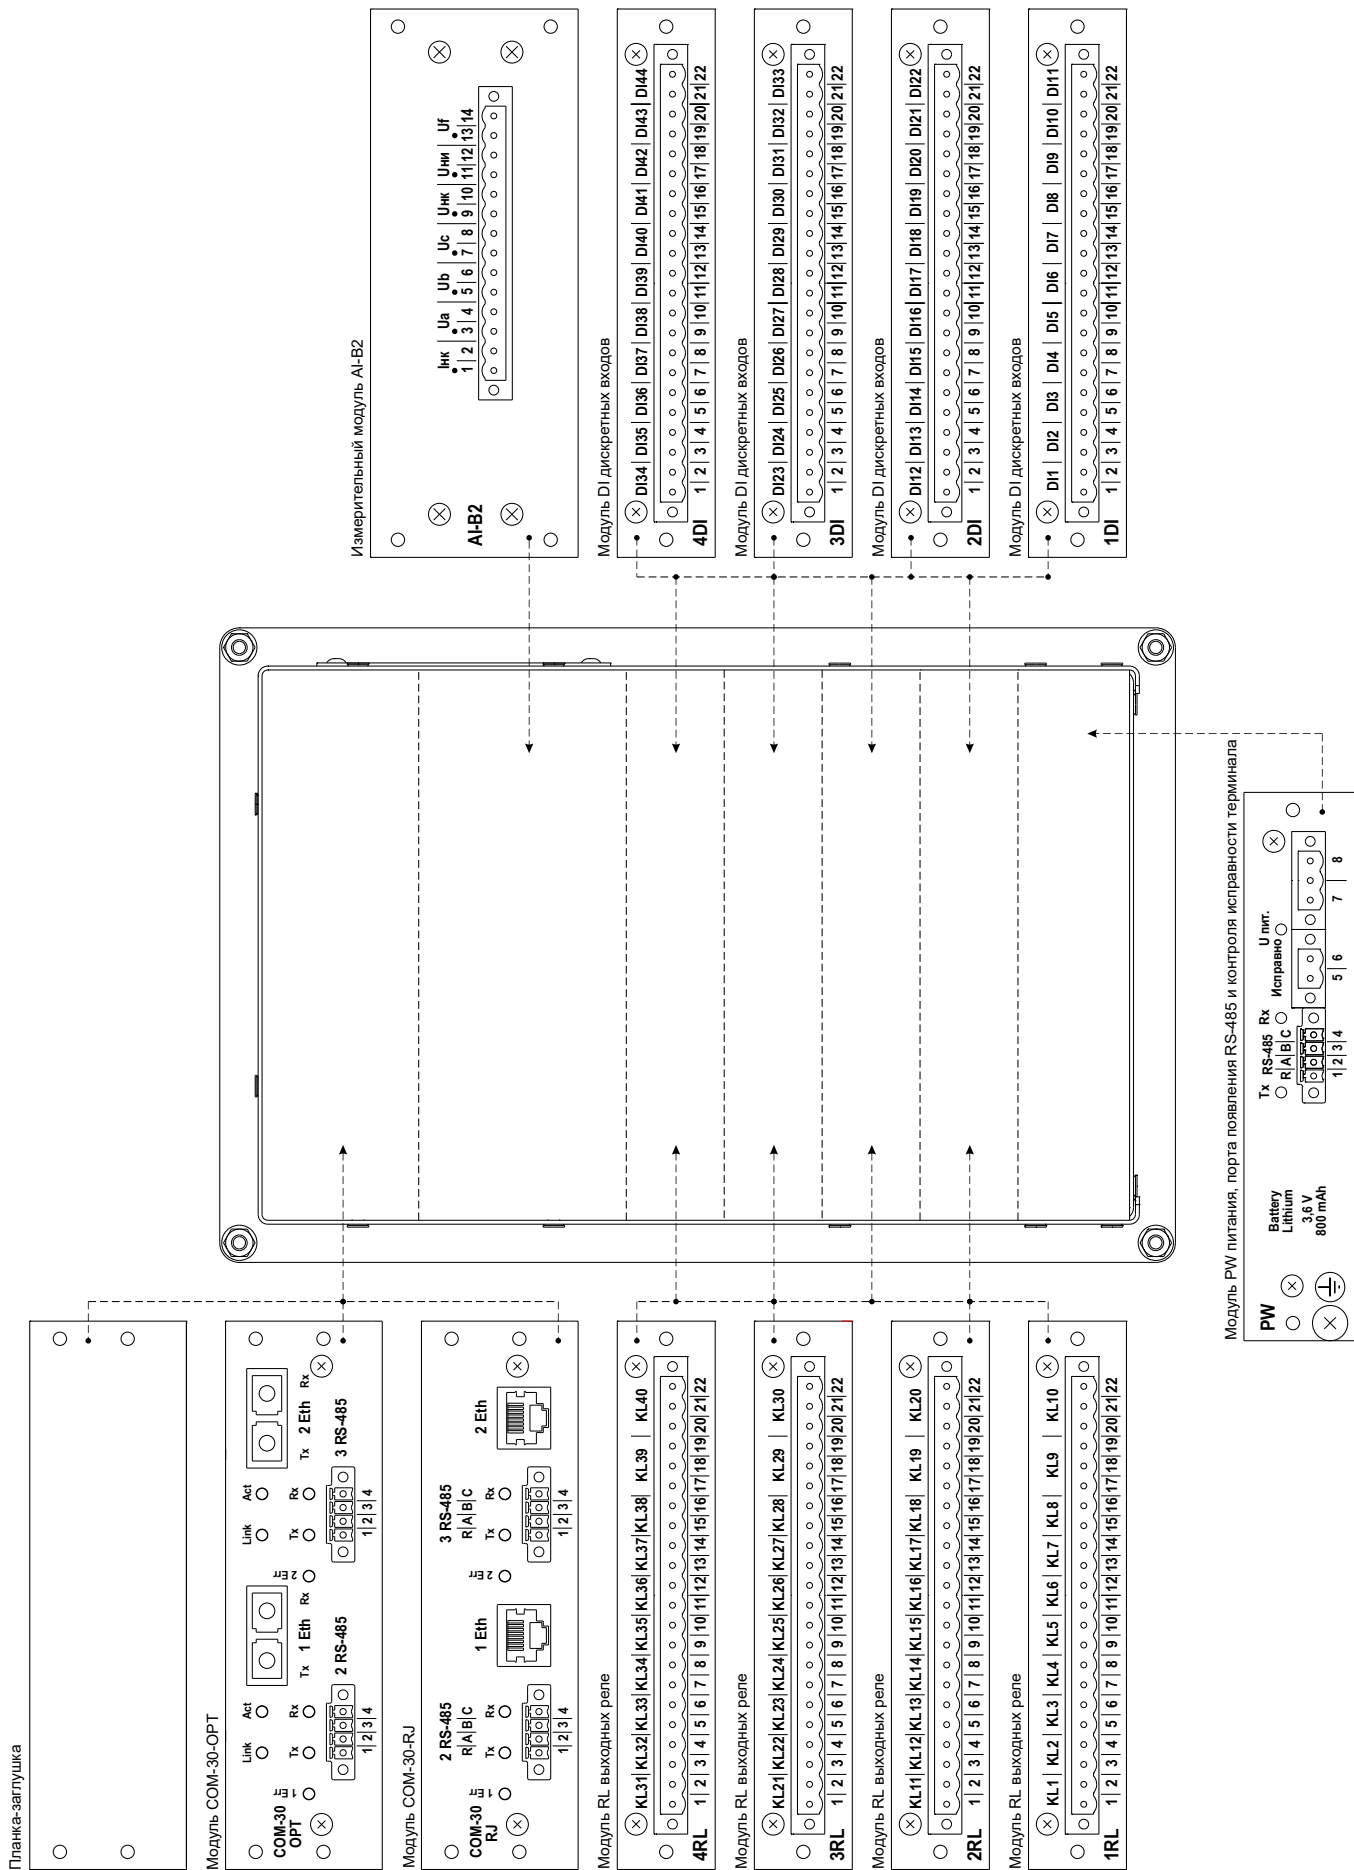 Планка-заглушка
Модуль COM-30-OPT
COM-30
OPT
1 Err
Link
Act
Tx
Rx
1 2 3 4
2 RS-485
Tx 1 Eth Rx
2 Err
Link
Act
Tx
Rx
1 2 3 4
3 RS-485
Tx 2 Eth Rx
Модуль COM-30-RJ
COM-30
RJ
1 Err
2 RS-485
R|A|B|C
Tx
Rx
1 2 3 4
1 Eth
2 Err
3 RS-485
R|A|B|C
Tx
Rx
1 2 3 4
2 Eth
Модуль RL выходных реле
KL31|KL32|KL33|KL34|KL35|KL36|KL37|KL38| KL39 | KL40
4RL 1|2|3|4|5|6|7|8|9|10|11|12|13|14|15|16|17|18|19|20|21|22
Модуль RL выходных реле
KL21|KL22|KL23|KL24|KL25|KL26|KL27|KL28| KL29 | KL30
3RL 1|2|3|4|5|6|7|8|9|10|11|12|13|14|15|16|17|18|19|20|21|22
Модуль RL выходных реле
KL11|KL12|KL13|KL14|KL15|KL16|KL17|KL18| KL19 | KL20
2RL 1|2|3|4|5|6|7|8|9|10|11|12|13|14|15|16|17|18|19|20|21|22
Модуль RL выходных реле
KL1 | KL2 | KL3 | KL4 | KL5 | KL6 | KL7 | KL8 | KL9 | KL10
1RL 1|2|3|4|5|6|7|8|9|10|11|12|13|14|15|16|17|18|19|20|21|22
Измерительный модуль AI-B2
AI-B2
Iнк | Ua | Ub | Uc | Uнк | Uни | Uf
1|2|3|4|5|6|7|8|9|10|11|12|13|14
Модуль DI дискретных входов
DI34|DI35|DI36|DI37|DI38|DI39|DI40|DI41|DI42|DI43|DI44
4DI 1|2|3|4|5|6|7|8|9|10|11|12|13|14|15|16|17|18|19|20|21|22
Модуль DI дискретных входов
DI23|DI24|DI25|DI26|DI27|DI28|DI29|DI30|DI31|DI32|DI33
3DI 1|2|3|4|5|6|7|8|9|10|11|12|13|14|15|16|17|18|19|20|21|22
Модуль DI дискретных входов
DI12|DI13|DI14|DI15|DI16|DI17|DI18|DI19|DI20|DI21|DI22
2DI 1|2|3|4|5|6|7|8|9|10|11|12|13|14|15|16|17|18|19|20|21|22
Модуль DI дискретных входов
DI1 | DI2 | DI3 | DI4 | DI5 | DI6 | DI7 | DI8 | DI9 | DI10 | DI11
1DI 1|2|3|4|5|6|7|8|9|10|11|12|13|14|15|16|17|18|19|20|21|22
Модуль PW питания, порта появления RS-485 и контроля исправности терминала
PW
Battery
Lithium
3,6 V
800 mAh
Tx RS-485 Rx
R|A|B|C
1|2|3|4
Исправно
5|6
U пит.
7 | 8